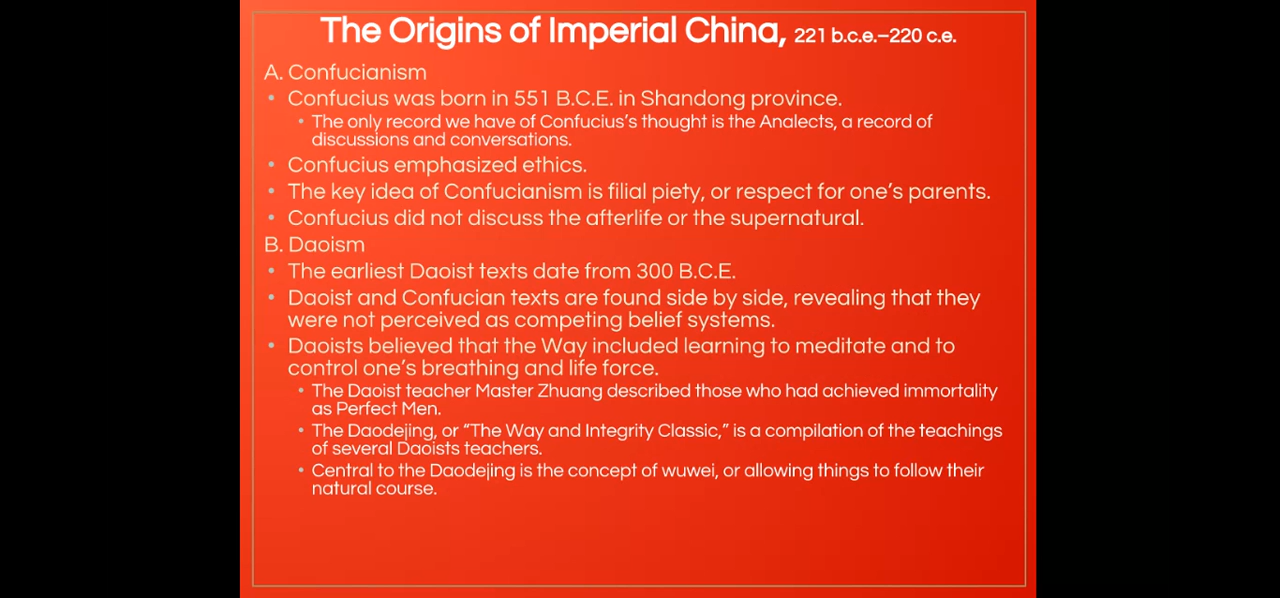 The Origins of Imperial China, 221 b.c.e.–220 c.e.
A. Confucianism
• Confucius was born in 551 B.C.E. in Shandong province.
• The only record we have of Confucius's thought is the Analects, a record of
discussions and conversations.
• Confucius emphasized ethics.
• The key idea of Confucianism is filial piety, or respect for one's parents.
• Confucius did not discuss the afterlife or the supernatural.
B. Daoism
• The earliest Daoist texts date from 300 B.C.E.
• Daoist and Confucian texts are found side by side, revealing that they
were not perceived as competing belief systems.
• Daoists believed that the Way included learning to meditate and to
control one's breathing and life force.
• The Daoist teacher Master Zhuang described those who had achieved immortality
as Perfect Men.
• The Daodejing, or “The Way and Integrity Classic,” is a compilation of the teachings
of several Daoists teachers.
• Central to the Daodejing is the concept of wuwei, or allowing things to follow their
natural course.